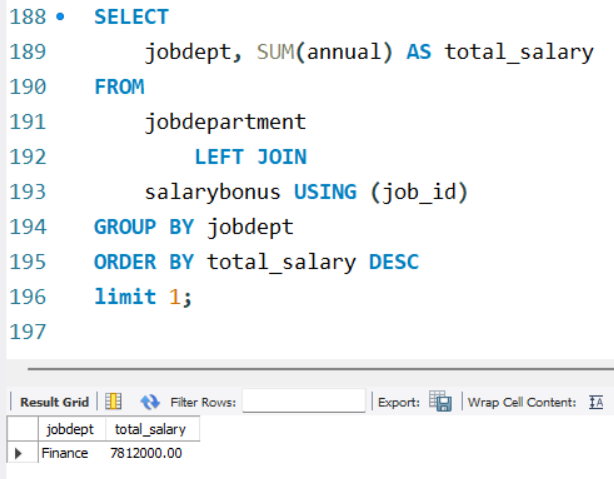 188 SELECT
189 jobdept, SUM(annual) AS total_salary
190 FROM
191 jobdepartment
192 LEFT JOIN
193 salarybonus USING (job_id)
194 GROUP BY jobdept
195 ORDER BY total_salary DESC
196 limit 1;
197
Result Grid Filter Rows: Export: Wrap Cell Content: IA
jobdept total_salary
Finance 7812000.00